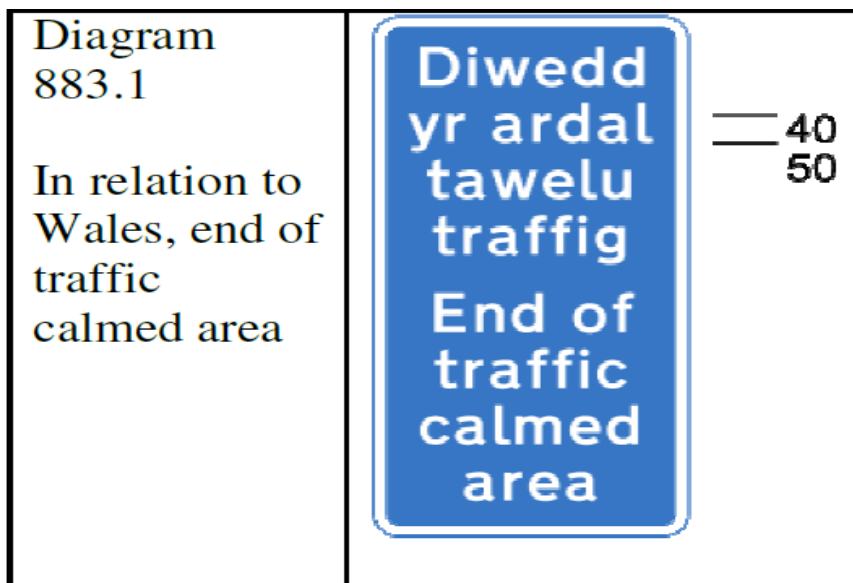 Diagram
883.1
In relation to
Wales, end of
traffic
calmed area
Diwedd
yr ardal
tawelu
traffig
End of
traffic
calmed
area
40
50